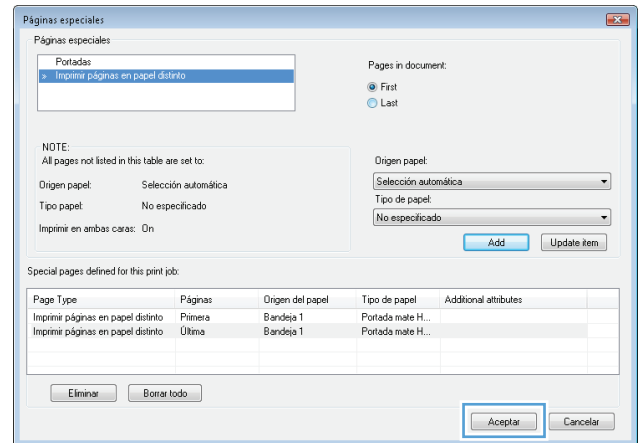 Páginas especiales
Páginas especiales
Portadas
» Imprimir páginas en papel distinto
Pages in document:
First
Last
NOTE:
All pages not listed in this table are set to:
Origen papel: Selección automática
Tipo papel: No especificado
Imprimir en ambas caras: On
Origen papel:
Selección automática
Tipo de papel:
No especificado
Add Update item
Special pages defined for this print job:
Page Type Páginas Origen del papel Tipo de papel Additional attributes
Imprimir páginas en papel distinto Primera Bandeja 1 Portada mate H...
Imprimir páginas en papel distinto Última Bandeja 1 Portada mate H...
Eliminar Borrar todo
Aceptar Cancelar